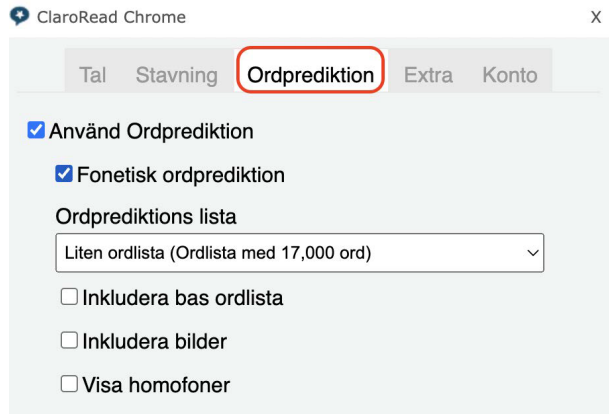 ClaroRead Chrome X
Tal Stavning Ordprediktion Extra Konto
Använd Ordprediktion
Fonetisk ordprediktion
Ordprediktions lista
Liten ordlista (Ordlista med 17,000 ord)
Inkludera bas ordlista
Inkludera bilder
Visa homofoner